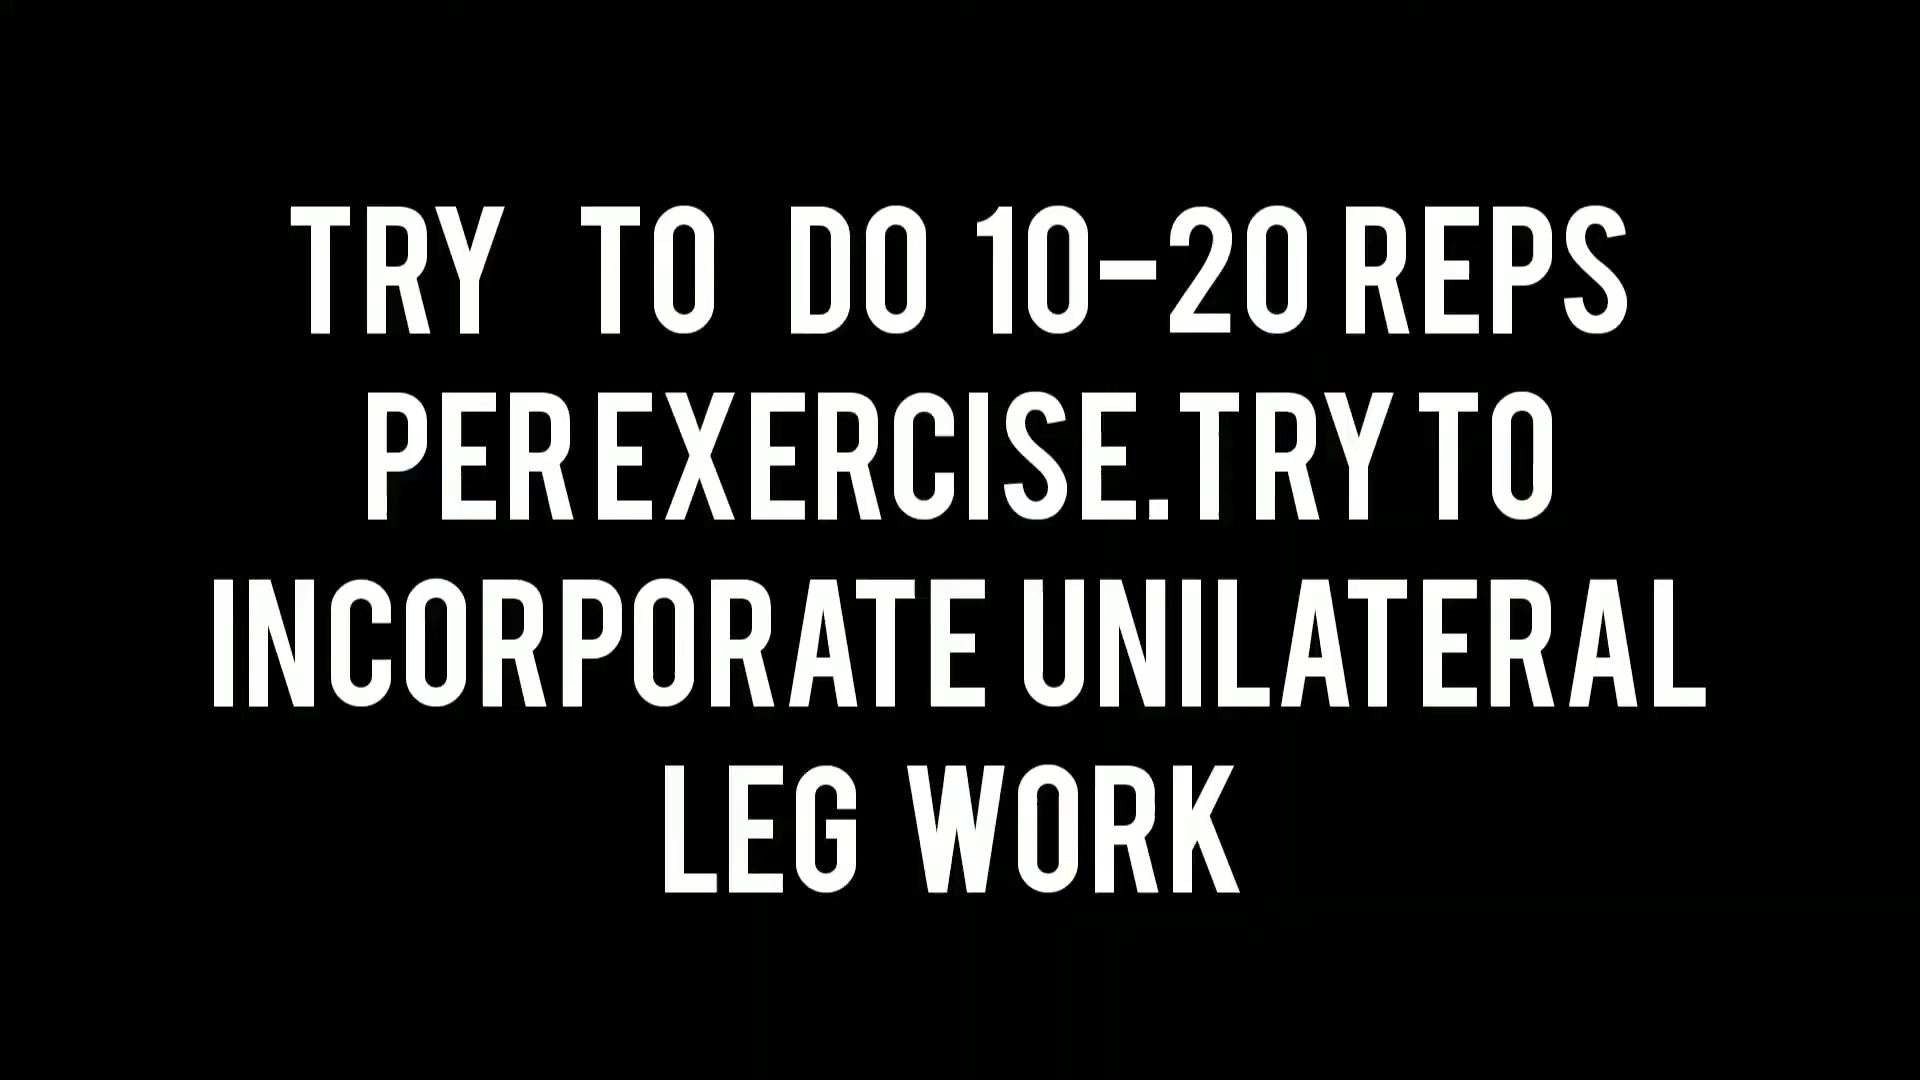 TRY TO DO 10-20 REPS
PER EXERCISE. TRY TO
INCORPORATE UNILATERAL
LEG WORK